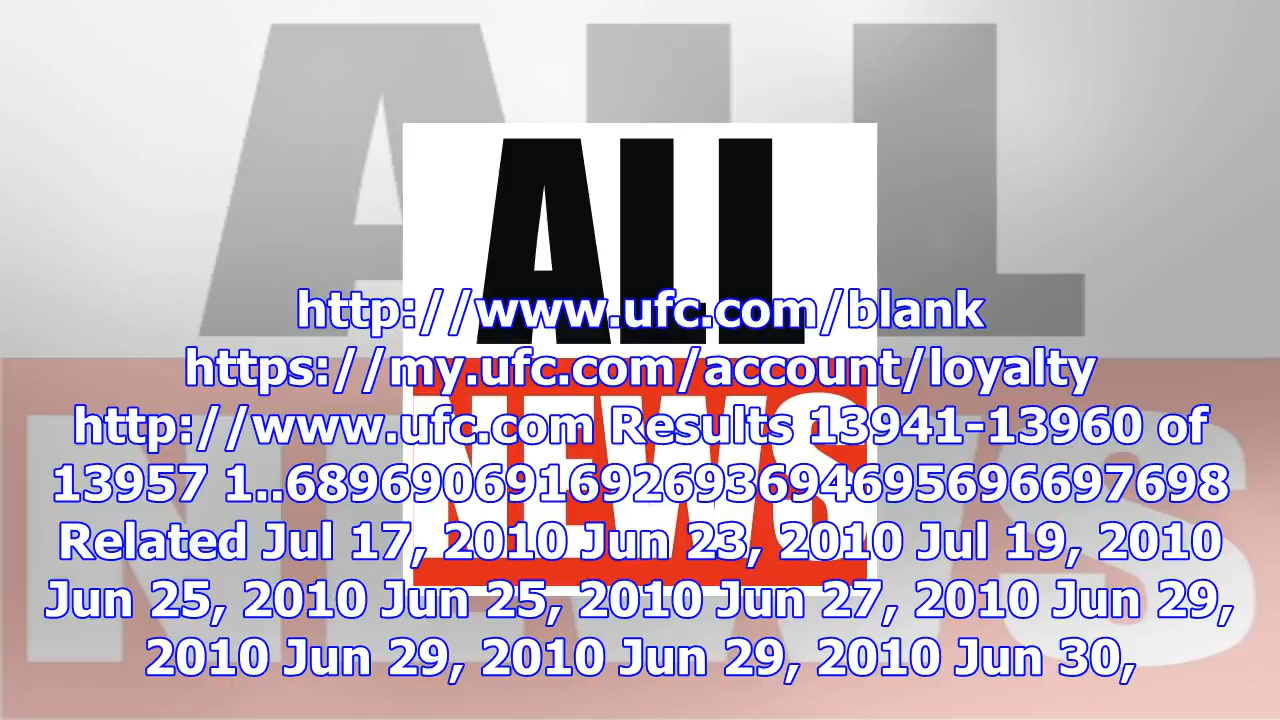 ALL
NEWS
http://www.ufc.com/blank
https://my.ufc.com/account/loyalty
http://www.ufc.com Results 13941-13960 of
13957 1..689690691692693694695696697698
Related Jul 17, 2010 Jun 23, 2010 Jul 19, 2010
Jun 25, 2010 Jun 25, 2010 Jun 27, 2010 Jun 29,
2010 Jun 29, 2010 Jun 29, 2010 Jun 30,